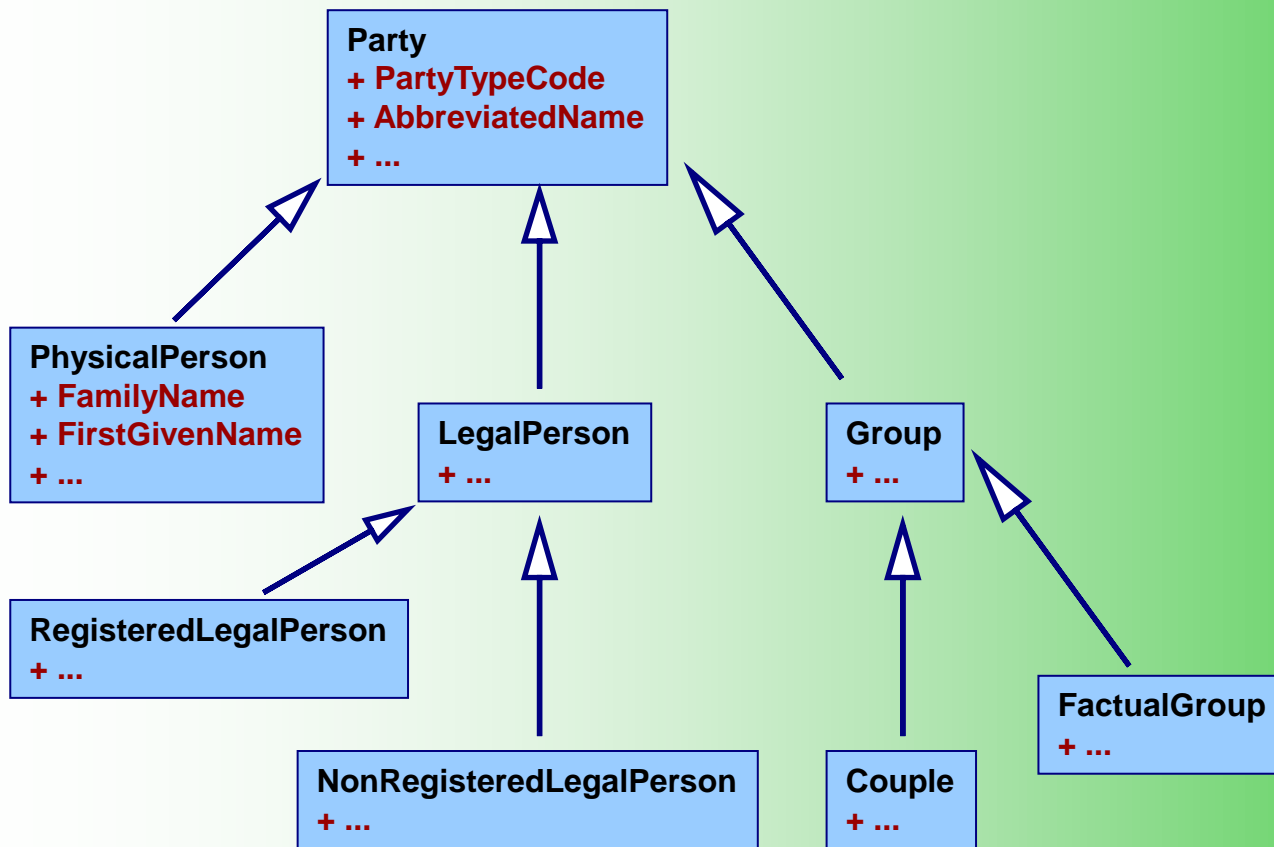 Party
+ PartyTypeCode
+ AbbreviatedName
+ ...
PhysicalPerson
+ FamilyName
+ FirstGivenName
+ ...
LegalPerson
+ ...
Group
+ ...
RegisteredLegalPerson
+ ...
FactualGroup
+ ...
NonRegisteredLegalPerson
+ ...
Couple
+ ...